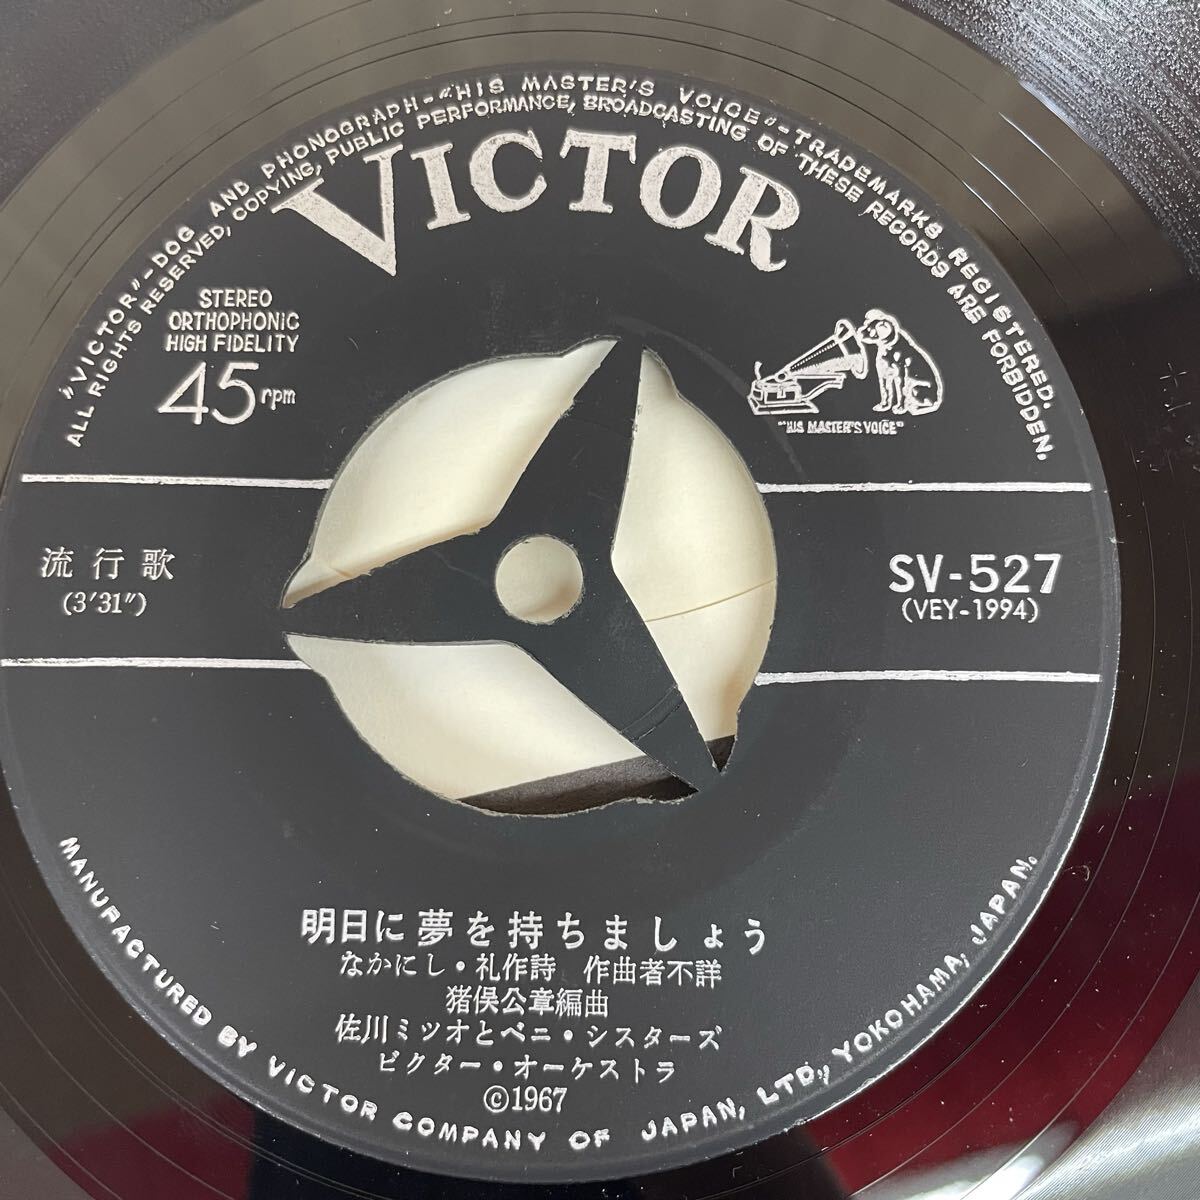 "VICTOR"-DOG AND PHONOGRAPH-"HIS MASTER'S VOICE"-TRADEMARKS REGISTERED.
ALL RIGHTS RESERVED, COPYING, PUBLIC PERFORMANCE, BROADCASTING OF THESE RECORDS ARE FORBIDDEN.
VICTOR
STEREO
ORTHOPHONIC
HIGH FIDELITY
45 rpm
"HIS MASTER'S VOICE"
流行歌
(3′31″)
SV-527
(VEY-1994)
明日に夢を持ちましょう
なかにし・礼作詩 作曲者不詳
猪俣公章編曲
佐川ミツオとペニ・シスターズ
ビクター・オーケストラ
©1967
MANUFACTURED BY VICTOR COMPANY OF JAPAN, LTD., YOKOHAMA, JAPAN.